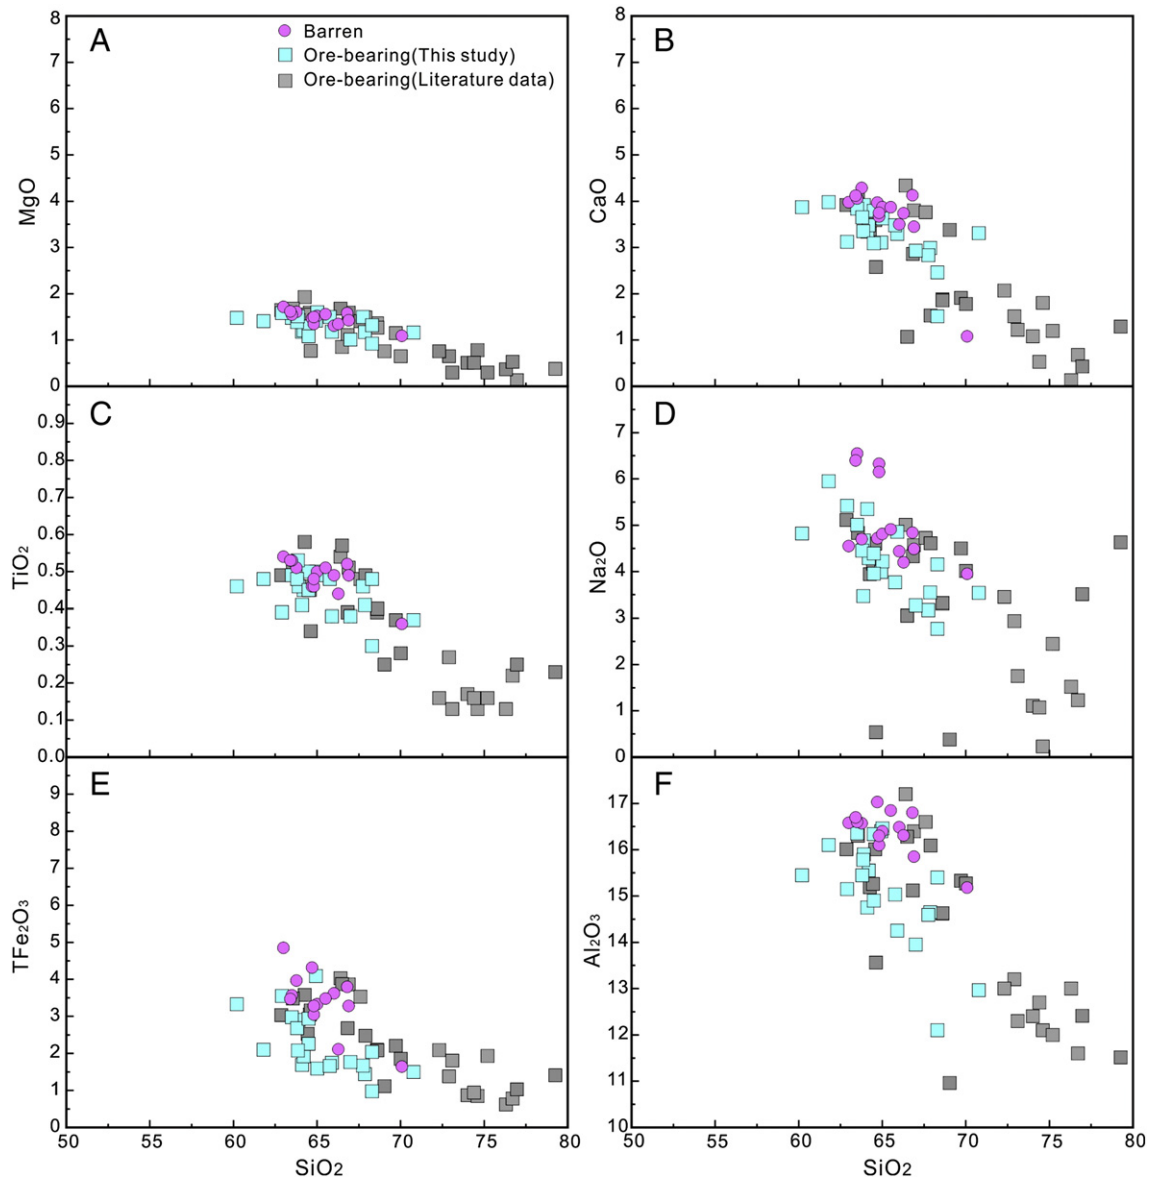 A
Barren
Ore-bearing(This study)
Ore-bearing(Literature data)
8
7
6
5
4
3
2
1
0
MgO
B
8
7
6
5
4
3
2
1
0
CaO
C
0.9
0.8
0.7
0.6
0.5
0.4
0.3
0.2
0.1
0.0
TiO2
D
7
6
5
4
3
2
1
0
Na2O
E
9
8
7
6
5
4
3
2
1
0
TFe2O3
50 55 60 65 70 75 80
SiO2
F
17
16
15
14
13
12
11
10
Al2O3
50 55 60 65 70 75 80
SiO2